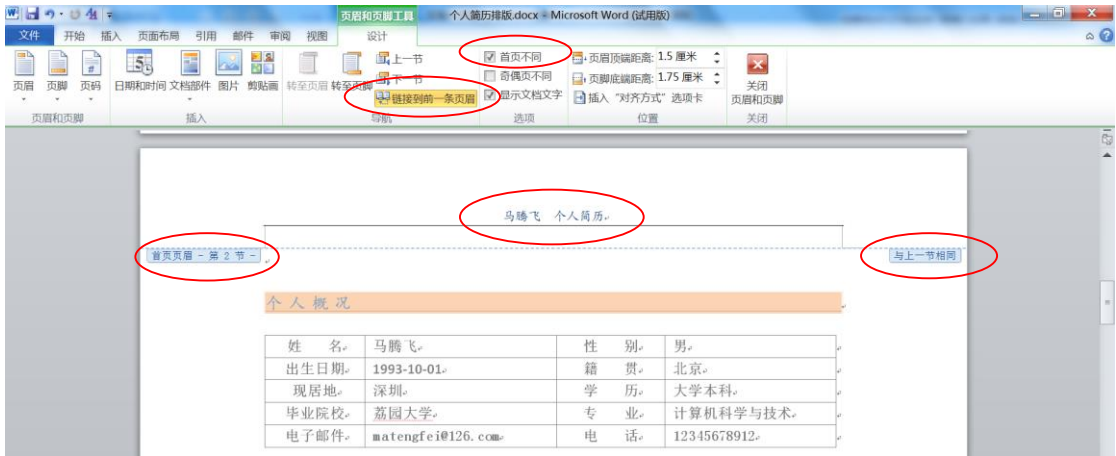 页眉和页脚工具 个人简历排版.docx - Microsoft Word (试用版)
文件 开始 插入 页面布局 引用 邮件 审阅 视图 设计
页眉 页脚 页码 日期和时间 文档部件 图片 剪贴画 转至页眉 转至页脚 上一节 下一节 链接到前一条页眉
首页不同
奇偶页不同
显示文档文字
页眉顶端距离: 1.5 厘米
页脚底端距离: 1.75 厘米
插入“对齐方式”选项卡
关闭
页眉和页脚
页眉和页脚 插入 导航 选项 位置 关闭
马腾飞 个人简历
首页页眉 - 第 2 节 - 与上一节相同
个人概况
姓 名 马腾飞 性 别 男
出生日期 1993-10-01 籍 贯 北京
现居地 深圳 学 历 大学本科
毕业院校 荔园大学 专 业 计算机科学与技术
电子邮件 matengfei@126.com 电 话 12345678912